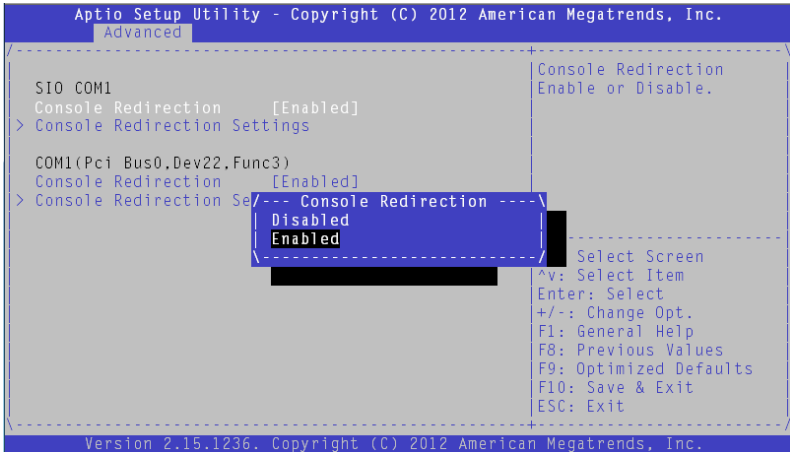 Aptio Setup Utility - Copyright (C) 2012 American Megatrends, Inc.
Advanced
SIO COM1
Console Redirection [Enabled]
> Console Redirection Settings
COM1(Pci Bus0,Dev22,Func3)
Console Redirection [Enabled]
> Console Redirection Se
/--- Console Redirection ----\
Disabled
Enabled
Console Redirection
Enable or Disable.
Select Screen
^v: Select Item
Enter: Select
+/-: Change Opt.
F1: General Help
F8: Previous Values
F9: Optimized Defaults
F10: Save & Exit
ESC: Exit
Version 2.15.1236. Copyright (C) 2012 American Megatrends, Inc.